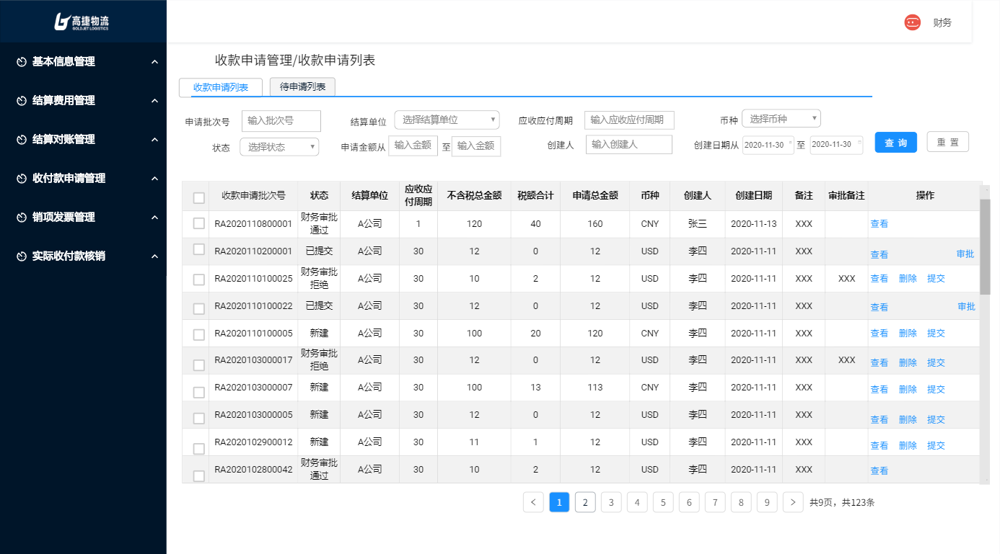 高捷物流
GOLDJET LOGISTICS
财务
基本信息管理
结算费用管理
结算对账管理
收付款申请管理
销项发票管理
实际收付款核销
收款申请管理/收款申请列表
收款申请列表 待申请列表
申请批次号 输入批次号 结算单位 选择结算单位 应收应付周期 输入应收应付周期 币种 选择币种
状态 选择状态 申请金额从 输入金额 至 输入金额 创建人 输入创建人 创建日期从 2020-11-30 至 2020-11-30 查 询 重 置
收款申请批次号 状态 结算单位 应收应付周期 不含税总金额 税额合计 申请总金额 币种 创建人 创建日期 备注 审批备注 操作
RA2020110800001 财务审批通过 A公司 1 120 40 160 CNY 张三 2020-11-13 XXX 查看
RA2020110200001 已提交 A公司 30 12 0 12 USD 李四 2020-11-11 XXX 查看 审批
RA2020110100025 财务审批拒绝 A公司 30 10 2 12 USD 李四 2020-11-11 XXX XXX 查看 删除 提交
RA2020110100022 已提交 A公司 30 12 0 12 USD 李四 2020-11-11 XXX 查看 审批
RA2020110100005 新建 A公司 30 100 20 120 CNY 李四 2020-11-11 XXX 查看 删除 提交
RA2020103000017 财务审批拒绝 A公司 30 12 0 12 USD 李四 2020-11-11 XXX XXX 查看 删除 提交
RA2020103000007 新建 A公司 30 100 13 113 CNY 李四 2020-11-11 XXX 查看 删除 提交
RA2020103000005 新建 A公司 30 12 0 12 USD 李四 2020-11-11 XXX 查看 删除 提交
RA2020102900012 新建 A公司 30 11 1 12 USD 李四 2020-11-11 XXX 查看 删除 提交
RA2020102800042 财务审批通过 A公司 30 10 2 12 USD 李四 2020-11-11 XXX 查看
< 1 2 3 4 5 6 7 8 9 > 共9页，共123条